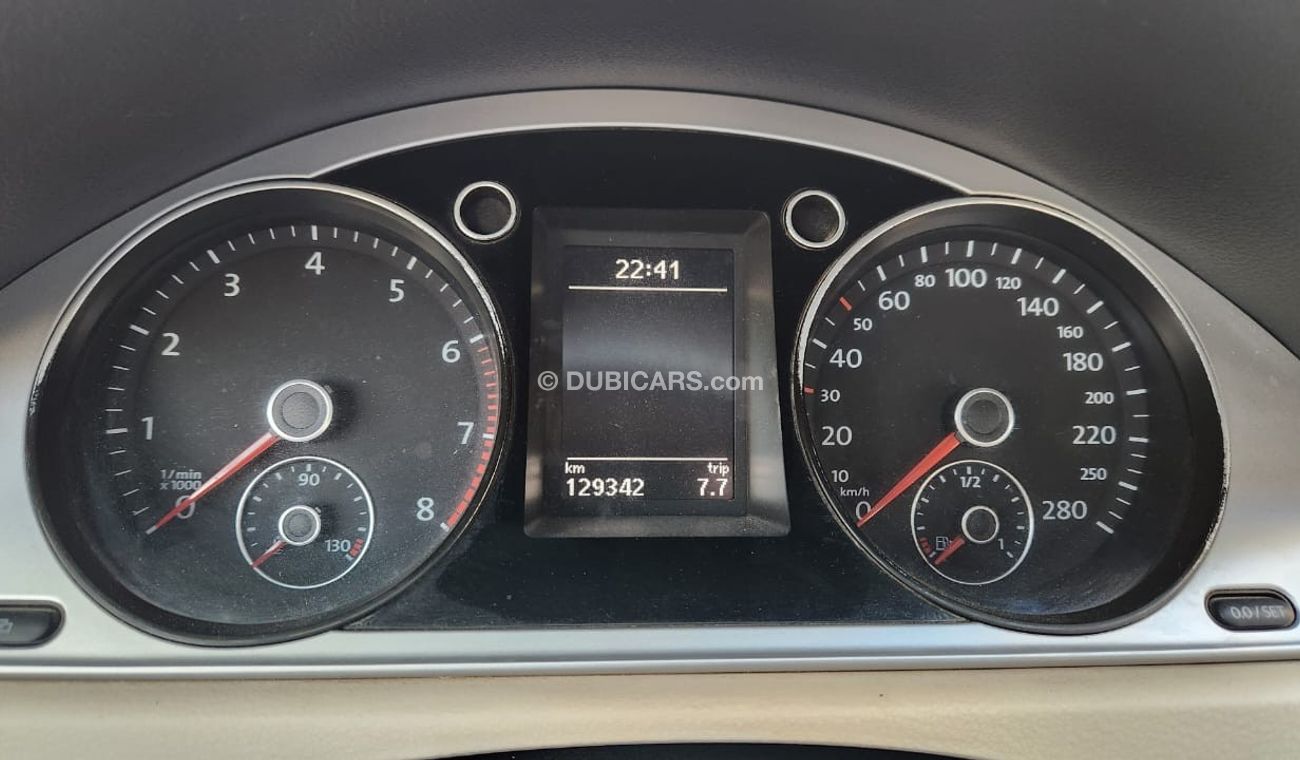 22:41
© DUBICARS.com
km trip
129342 7.7
0 1 2 3 4 5 6 7 8
1/min
x 1000
90
130
0 10 20 30 40 50 60 80 100 120 140 160 180 200 220 250 280
km/h
1/2
1
0.0 / SET